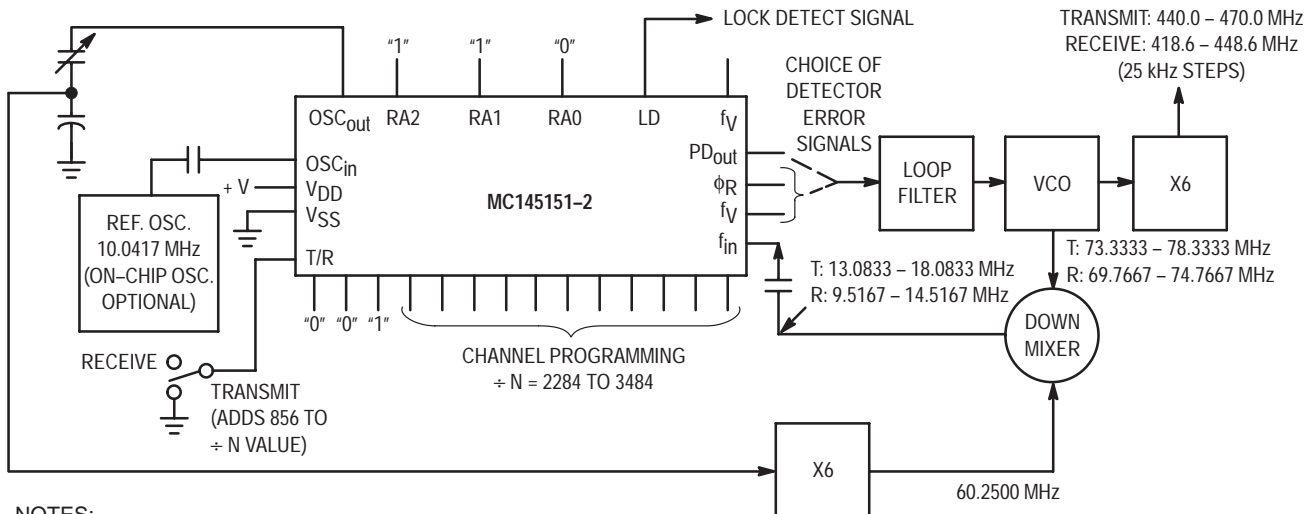 LOCK DETECT SIGNAL
TRANSMIT: 440.0 – 470.0 MHz
RECEIVE: 418.6 – 448.6 MHz
(25 kHz STEPS)
“1”
“1”
“0”
CHOICE OF
DETECTOR
ERROR
SIGNALS
OSCout RA2 RA1 RA0 LD fV
OSCin
+ V
VDD
VSS
T/R
MC145151–2
PDout
ϕR
fV
fin
LOOP
FILTER
VCO
X6
REF. OSC.
10.0417 MHz
(ON–CHIP OSC.
OPTIONAL)
T: 73.3333 – 78.3333 MHz
R: 69.7667 – 74.7667 MHz
T: 13.0833 – 18.0833 MHz
R: 9.5167 – 14.5167 MHz
“0” “0” “1”
DOWN
MIXER
RECEIVE
TRANSMIT
(ADDS 856 TO
÷ N VALUE)
CHANNEL PROGRAMMING
÷ N = 2284 TO 3484
X6
60.2500 MHz
NOTES: